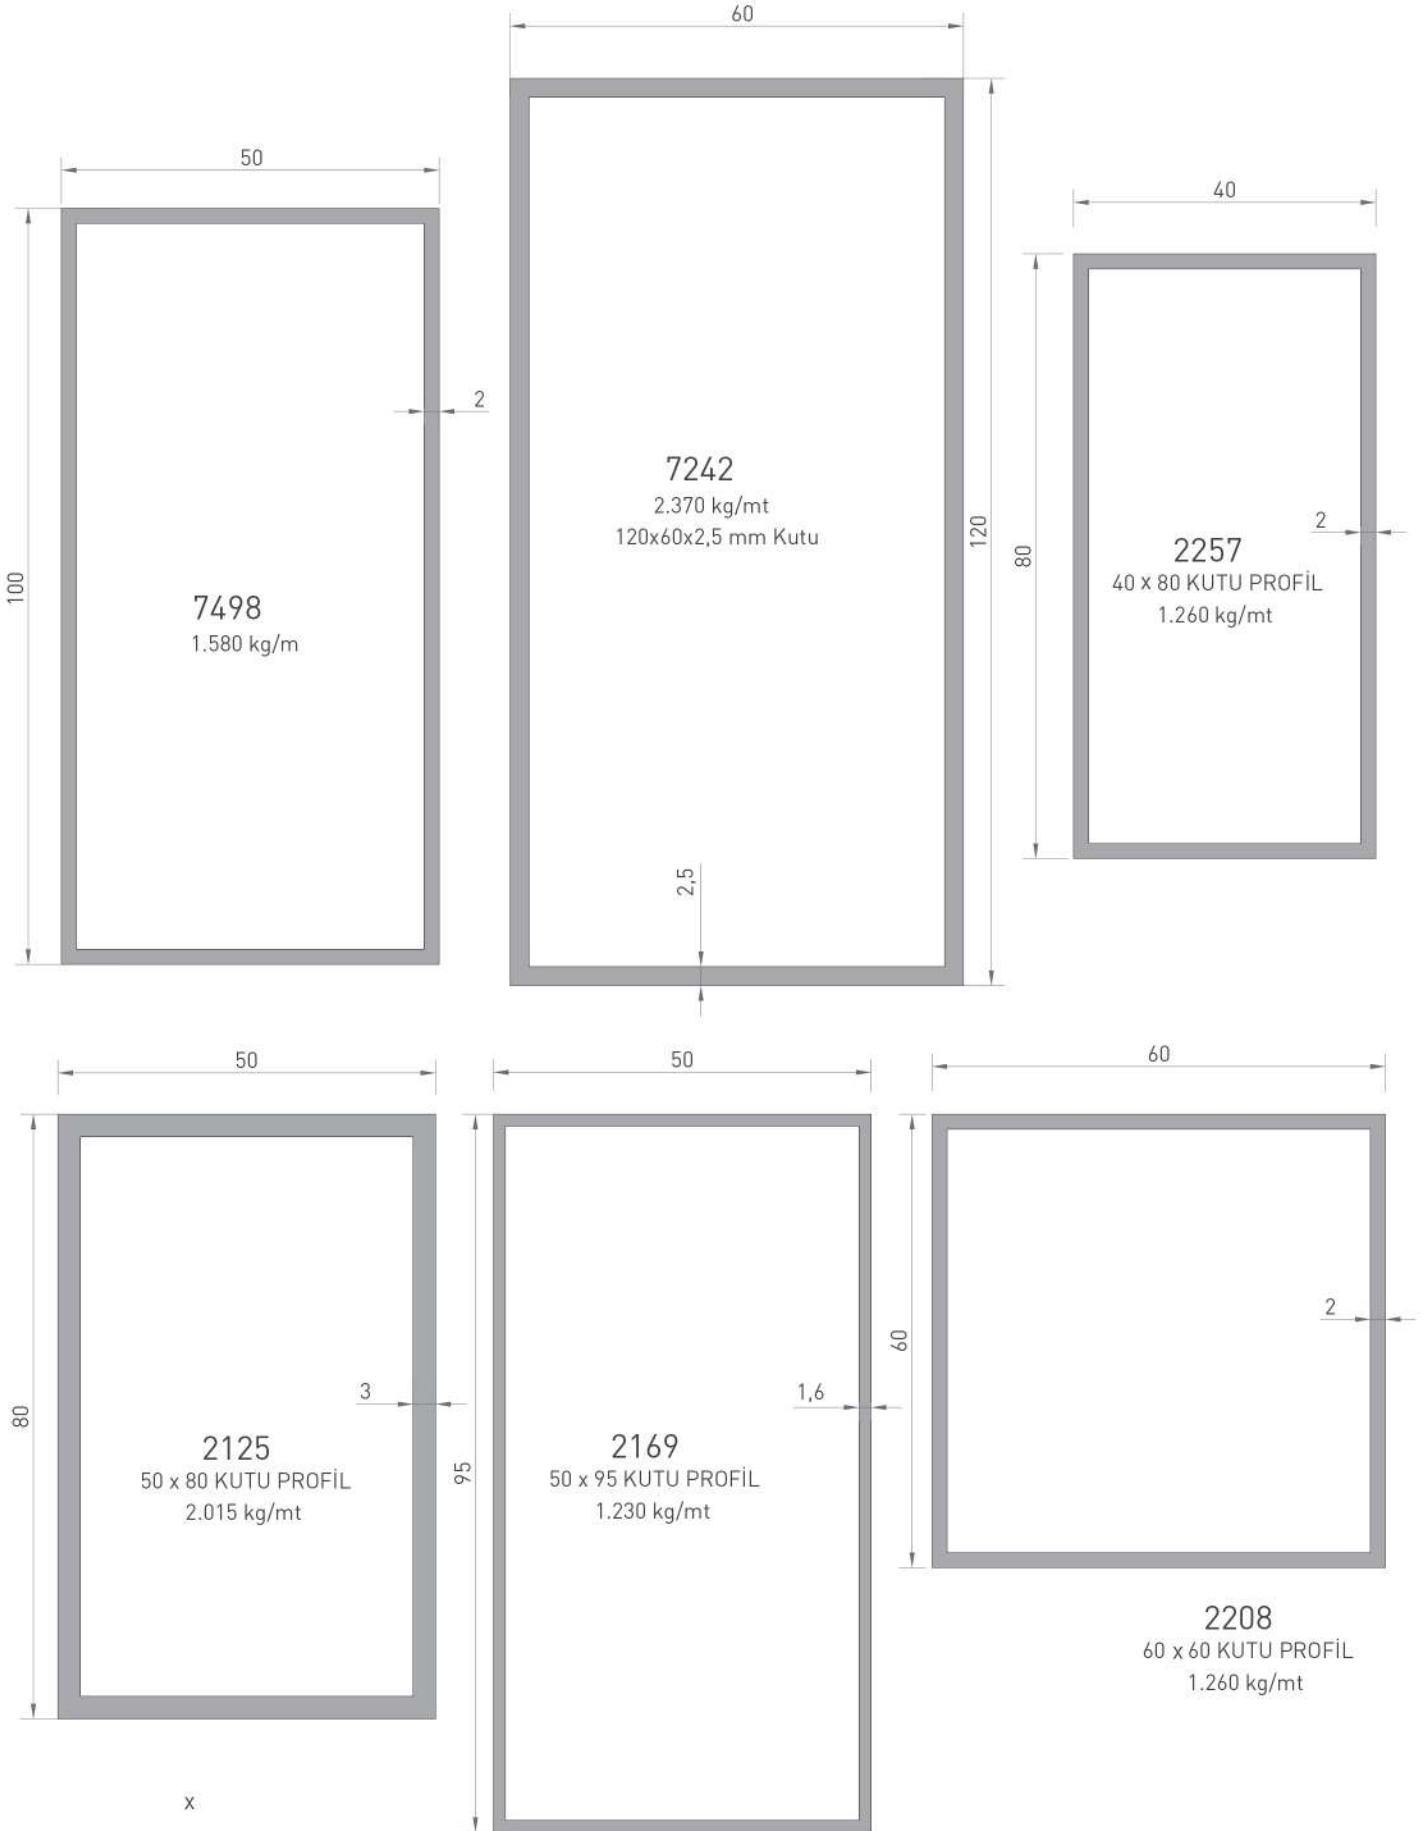 60
50
40
2
7242
2.370 kg/mt
120x60x2,5 mm Kutu
120
100
7498
1.580 kg/m
80
2
2257
40 x 80 KUTU PROFİL
1.260 kg/mt
2,5
50
50
60
80
3
2125
50 x 80 KUTU PROFİL
2.015 kg/mt
95
1,6
2169
50 x 95 KUTU PROFİL
1.230 kg/mt
60
2
2208
60 x 60 KUTU PROFİL
1.260 kg/mt
x